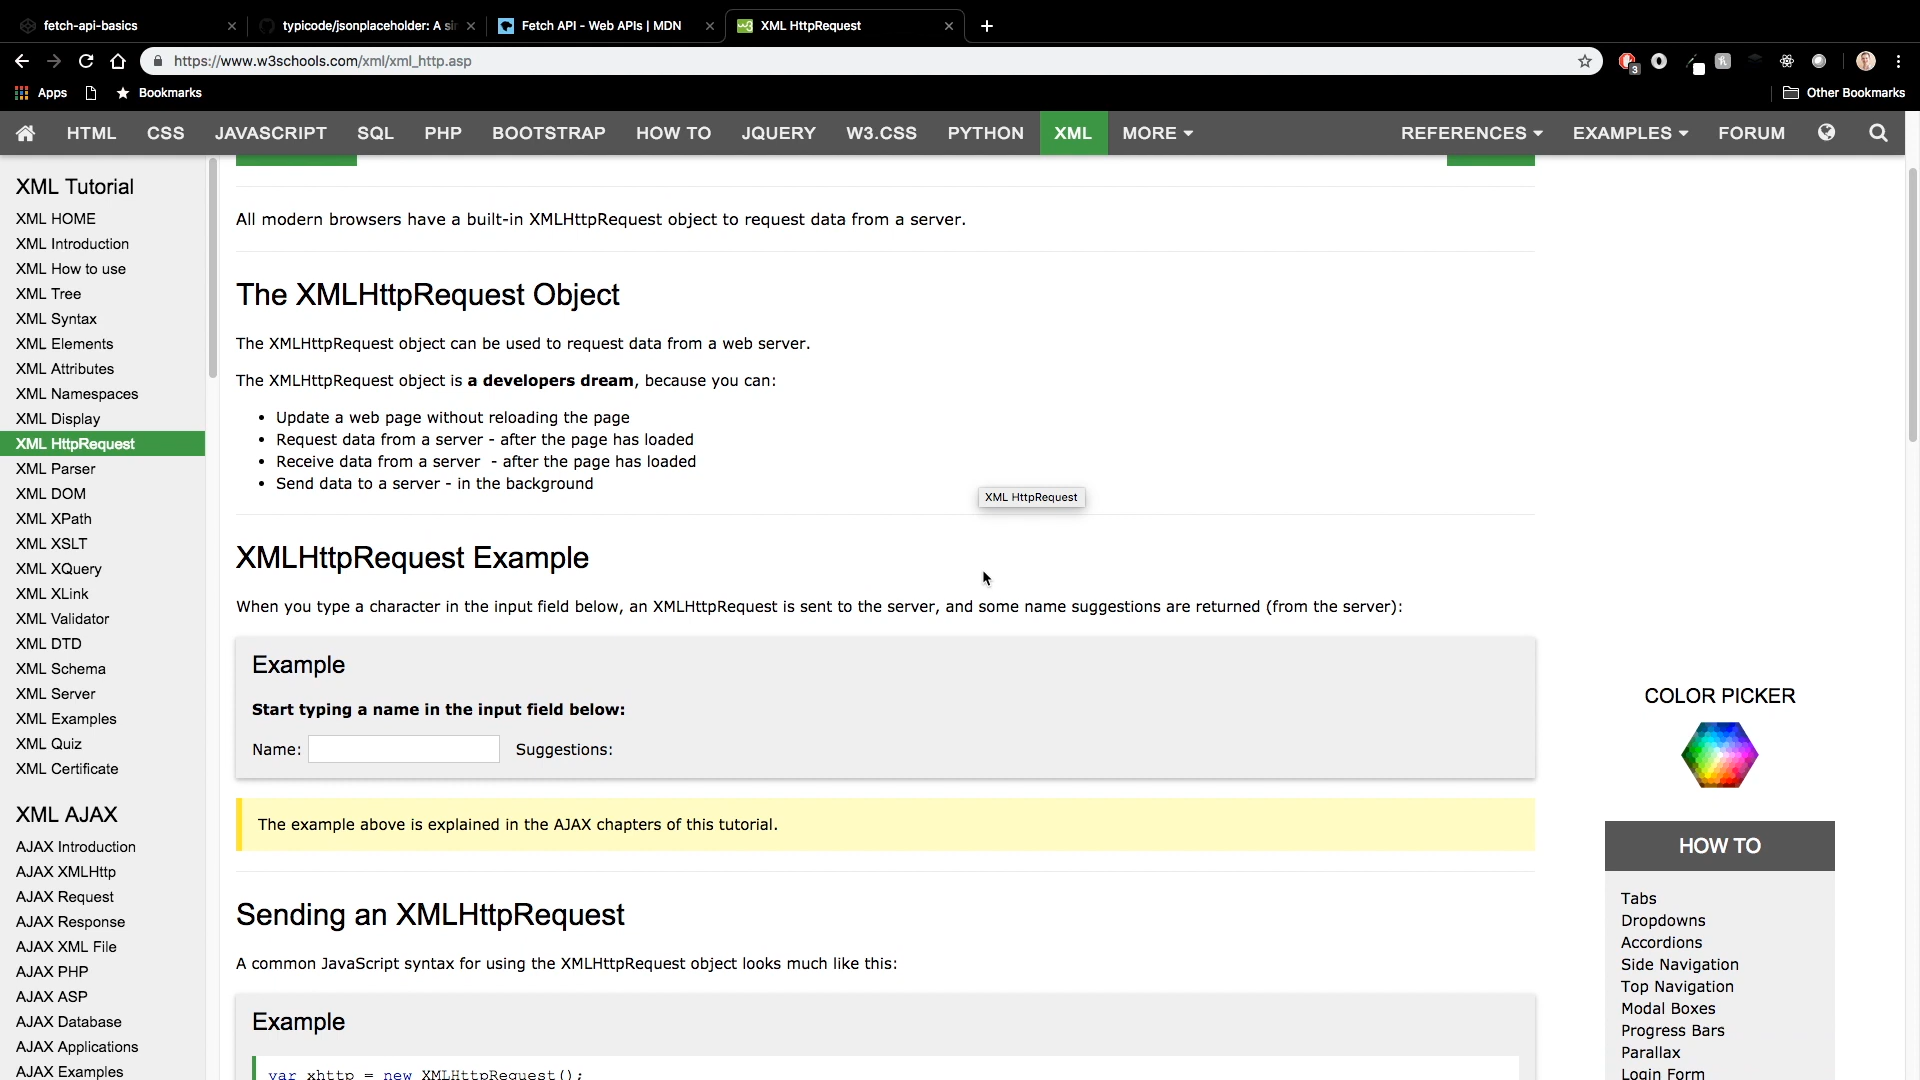 fetch-api-basics
typicode/jsonplaceholder: A si
Fetch API - Web APIs | MDN
XML HttpRequest
https://www.w3schools.com/xml/xml_http.asp
3
Apps
Bookmarks
Other Bookmarks
HTML CSS JAVASCRIPT SQL PHP BOOTSTRAP HOW TO JQUERY W3.CSS PYTHON XML MORE REFERENCES EXAMPLES FORUM
XML Tutorial
XML HOME
XML Introduction
XML How to use
XML Tree
XML Syntax
XML Elements
XML Attributes
XML Namespaces
XML Display
XML HttpRequest
XML Parser
XML DOM
XML XPath
XML XSLT
XML XQuery
XML XLink
XML Validator
XML DTD
XML Schema
XML Server
XML Examples
XML Quiz
XML Certificate
XML AJAX
AJAX Introduction
AJAX XMLHttp
AJAX Request
AJAX Response
AJAX XML File
AJAX PHP
AJAX ASP
AJAX Database
AJAX Applications
AJAX Examples
All modern browsers have a built-in XMLHttpRequest object to request data from a server.
The XMLHttpRequest Object
The XMLHttpRequest object can be used to request data from a web server.
The XMLHttpRequest object is a developers dream, because you can:
• Update a web page without reloading the page
• Request data from a server - after the page has loaded
• Receive data from a server  - after the page has loaded
• Send data to a server - in the background
XML HttpRequest
XMLHttpRequest Example
When you type a character in the input field below, an XMLHttpRequest is sent to the server, and some name suggestions are returned (from the server):
Example
Start typing a name in the input field below:
Name: Suggestions:
The example above is explained in the AJAX chapters of this tutorial.
Sending an XMLHttpRequest
A common JavaScript syntax for using the XMLHttpRequest object looks much like this:
Example
var xhttp = new XMLHttpRequest();
COLOR PICKER
HOW TO
Tabs
Dropdowns
Accordions
Side Navigation
Top Navigation
Modal Boxes
Progress Bars
Parallax
Login Form